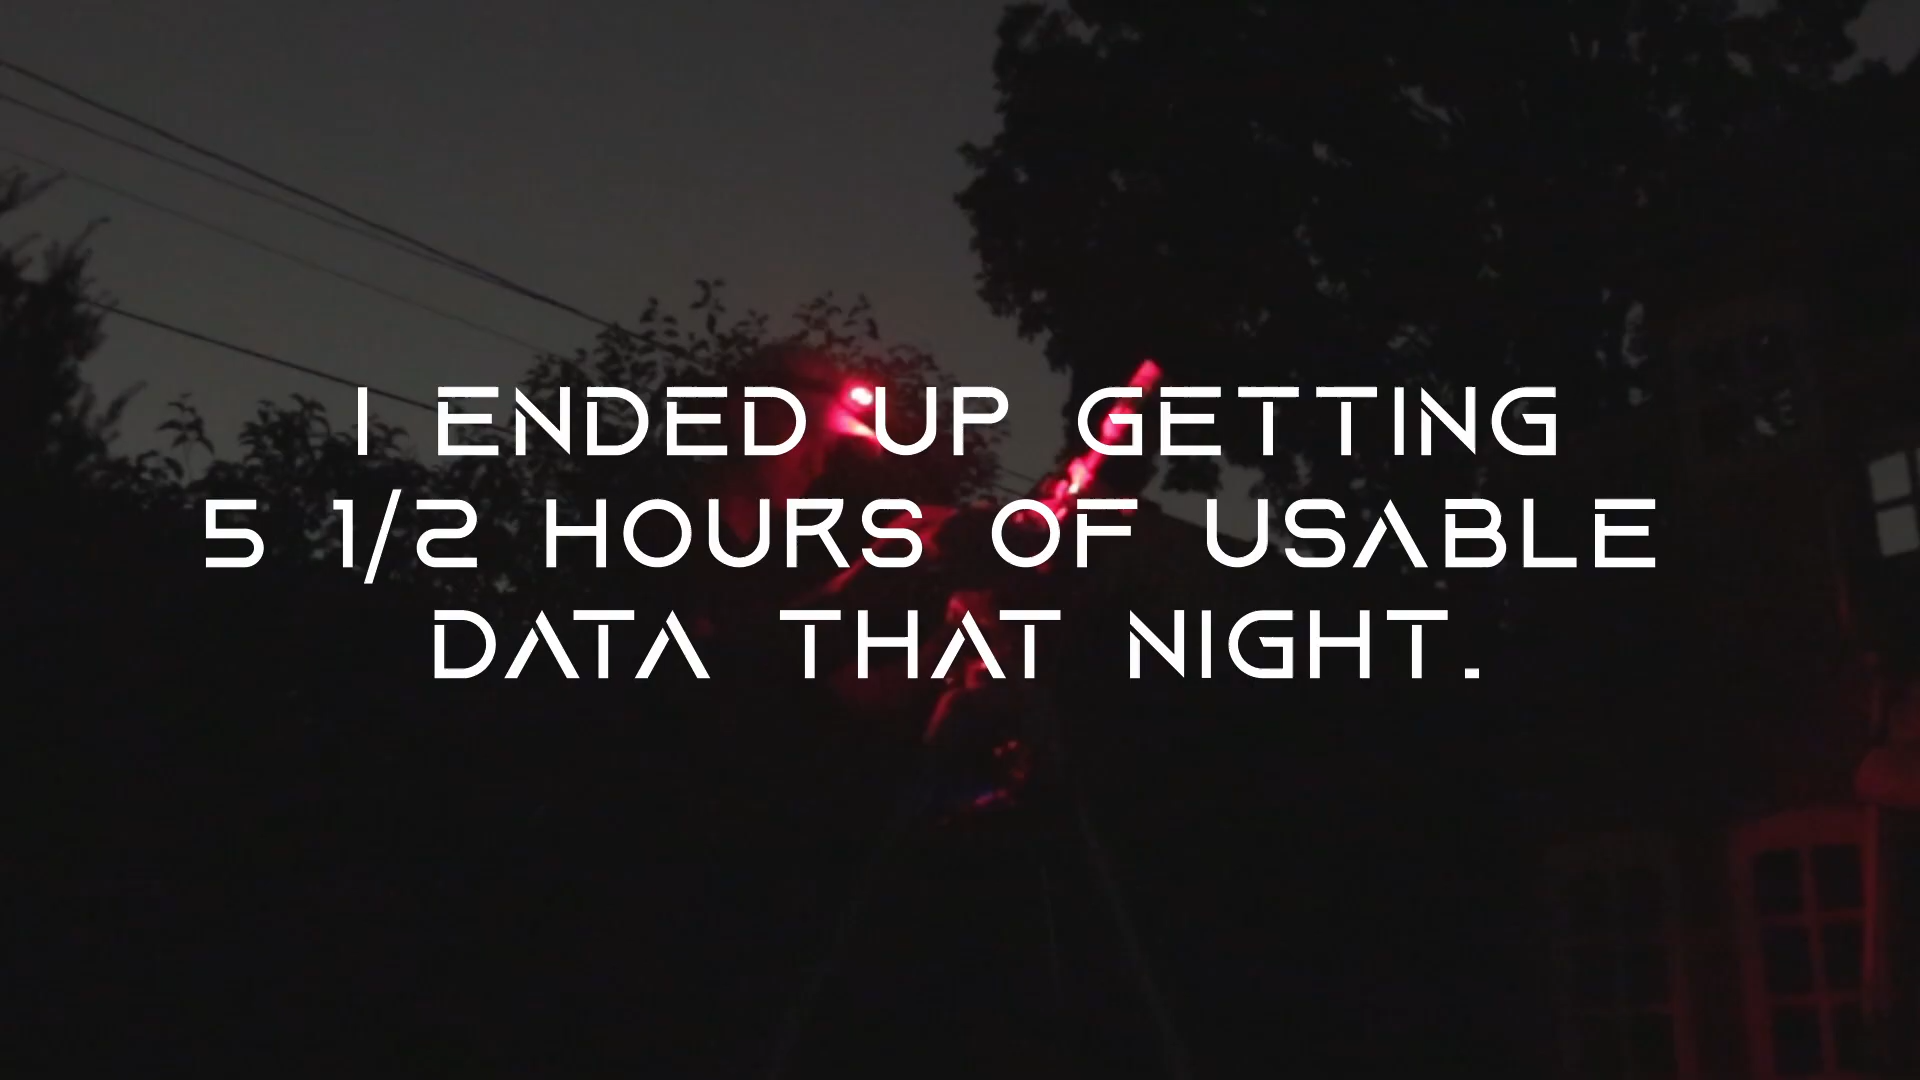 I ENDED UP GETTING
5 1/2 HOURS OF USABLE
DATA THAT NIGHT.